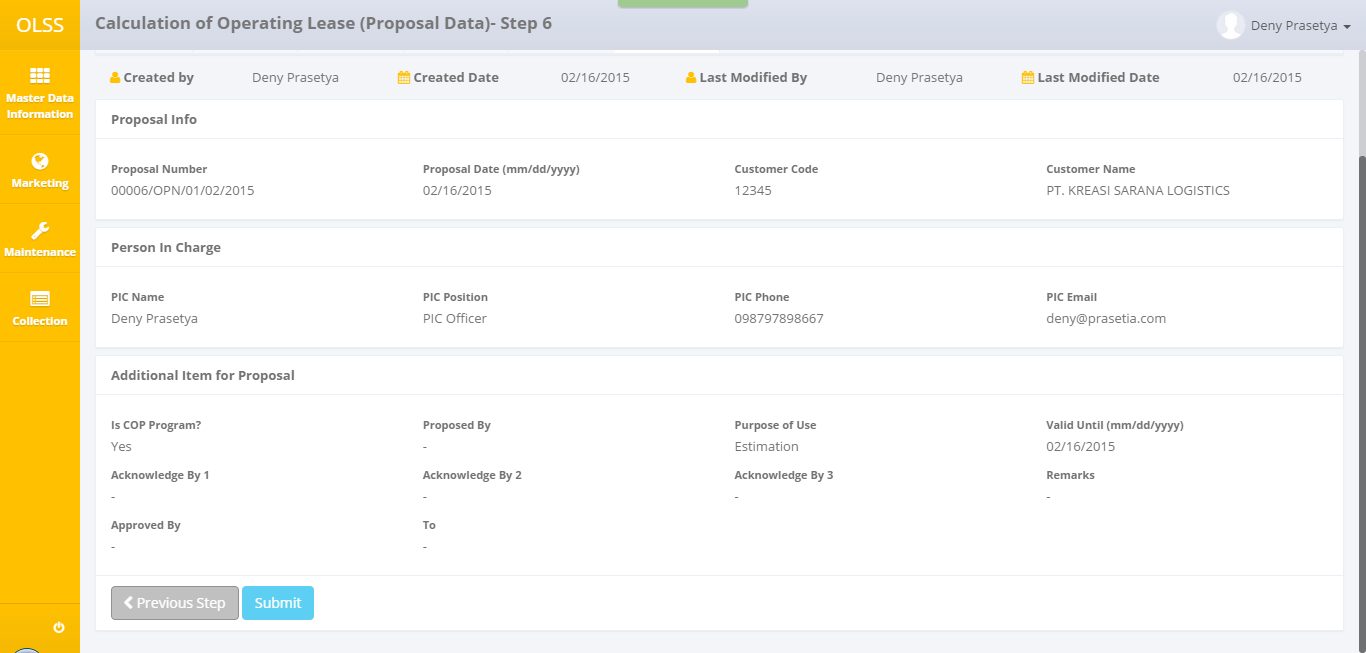 OLSS
Calculation of Operating Lease (Proposal Data)- Step 6
Deny Prasetya
Master Data
Information
Marketing
Maintenance
Collection
Created by Deny Prasetya Created Date 02/16/2015 Last Modified By Deny Prasetya Last Modified Date 02/16/2015
Proposal Info
Proposal Number Proposal Date (mm/dd/yyyy) Customer Code Customer Name
00006/OPN/01/02/2015 02/16/2015 12345 PT. KREASI SARANA LOGISTICS
Person In Charge
PIC Name PIC Position PIC Phone PIC Email
Deny Prasetya PIC Officer 098797898667 deny@prasetia.com
Additional Item for Proposal
Is COP Program? Proposed By Purpose of Use Valid Until (mm/dd/yyyy)
Yes - Estimation 02/16/2015
Acknowledge By 1 Acknowledge By 2 Acknowledge By 3 Remarks
- - - -
Approved By To
- -
Previous Step Submit